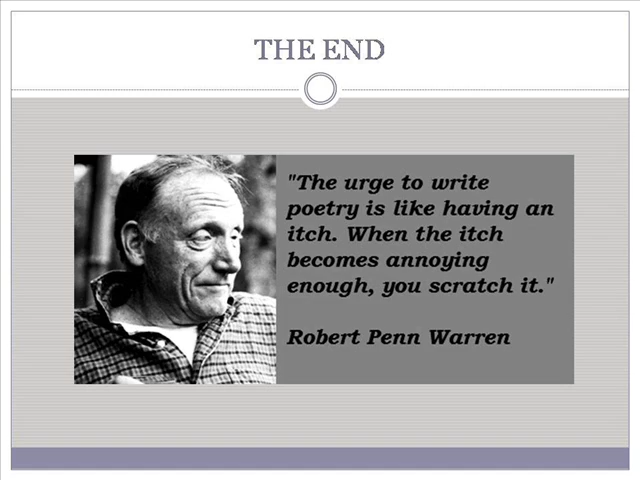 THE END
"The urge to write
poetry is like having an
itch. When the itch
becomes annoying
enough, you scratch it."
Robert Penn Warren